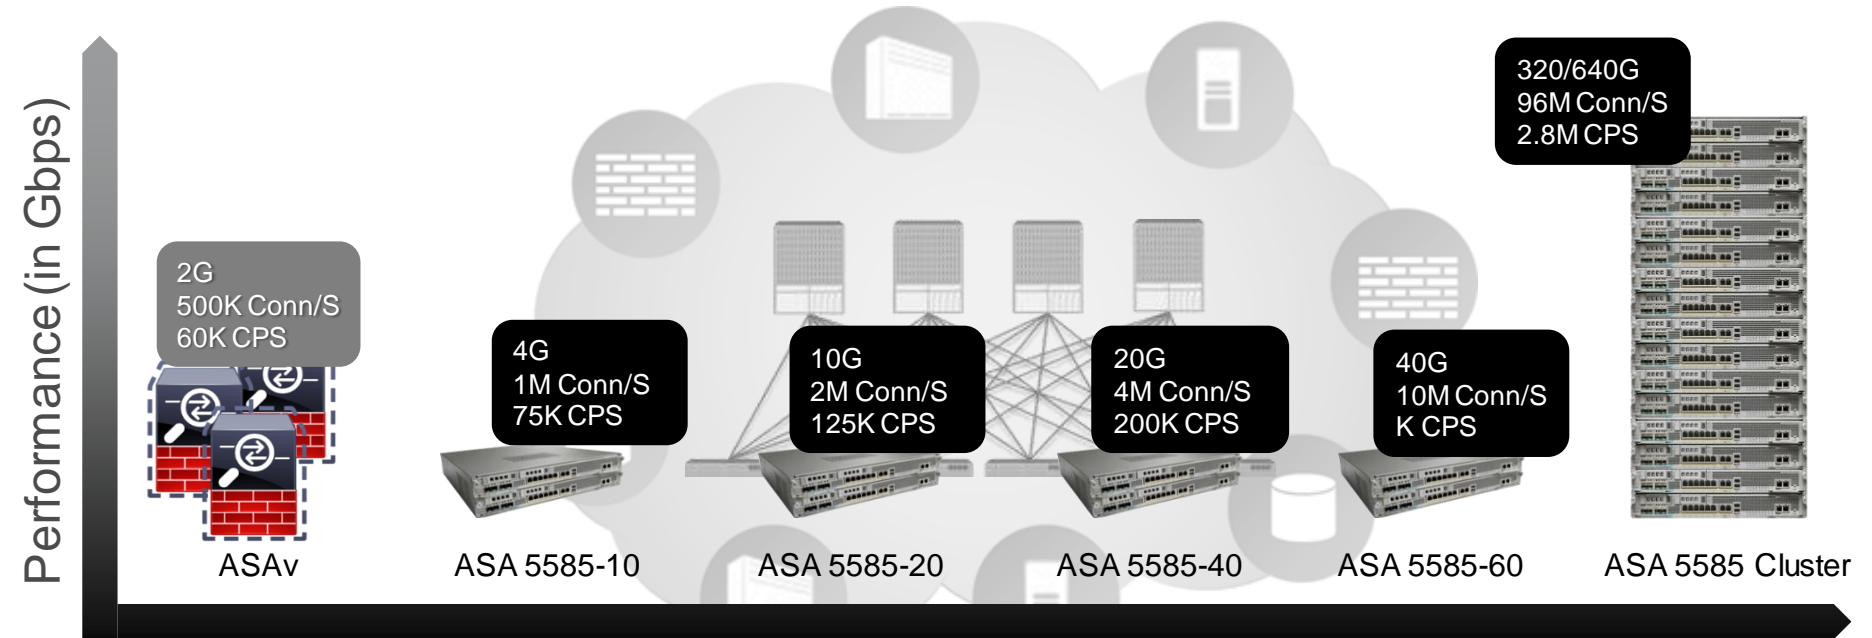 Performance (in Gbps)
2G
500K Conn/S
60K CPS
4G
1M Conn/S
75K CPS
10G
2M Conn/S
125K CPS
20G
4M Conn/S
200K CPS
40G
10M Conn/S
K CPS
320/640G
96M Conn/S
2.8M CPS
ASAv
ASA 5585-10
ASA 5585-20
ASA 5585-40
ASA 5585-60
ASA 5585 Cluster